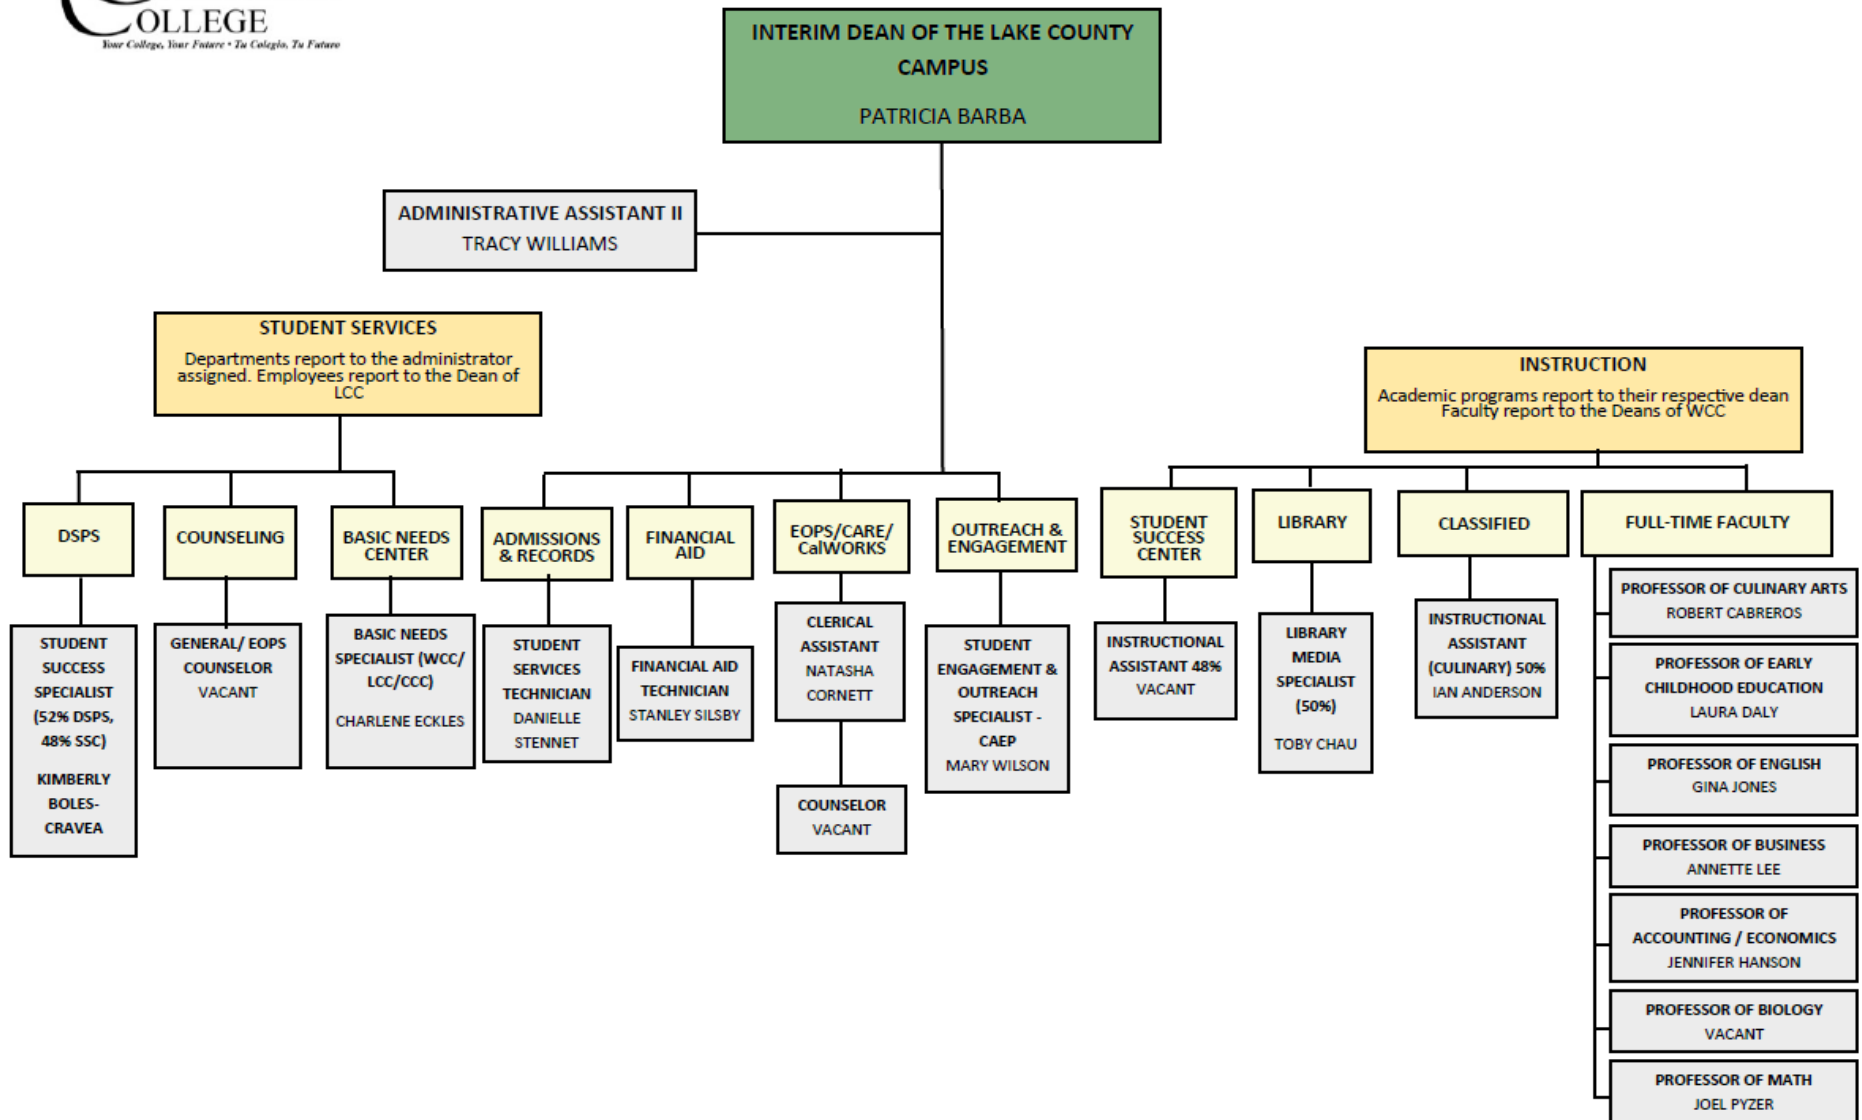 COLLEGE
Your College, Your Future • Tu Colegio, Tu Futuro
INTERIM DEAN OF THE LAKE COUNTY
CAMPUS
PATRICIA BARBA
ADMINISTRATIVE ASSISTANT II
TRACY WILLIAMS
STUDENT SERVICES
Departments report to the administrator
assigned. Employees report to the Dean of
LCC
INSTRUCTION
Academic programs report to their respective dean
Faculty report to the Deans of WCC
DSPS
STUDENT
SUCCESS
SPECIALIST
(52% DSPS,
48% SSC)
KIMBERLY
BOLES-
CRAVEA
COUNSELING
GENERAL/ EOPS
COUNSELOR
VACANT
BASIC NEEDS
CENTER
BASIC NEEDS
SPECIALIST (WCC/
LCC/CCC)
CHARLENE ECKLES
ADMISSIONS
& RECORDS
STUDENT
SERVICES
TECHNICIAN
DANIELLE
STENNET
FINANCIAL
AID
FINANCIAL AID
TECHNICIAN
STANLEY SILSBY
EOPS/CARE/
CalWORKS
CLERICAL
ASSISTANT
NATASHA
CORNETT
COUNSELOR
VACANT
OUTREACH &
ENGAGEMENT
STUDENT
ENGAGEMENT &
OUTREACH
SPECIALIST -
CAEP
MARY WILSON
STUDENT
SUCCESS
CENTER
INSTRUCTIONAL
ASSISTANT 48%
VACANT
LIBRARY
LIBRARY
MEDIA
SPECIALIST
(50%)
TOBY CHAU
CLASSIFIED
INSTRUCTIONAL
ASSISTANT
(CULINARY) 50%
IAN ANDERSON
FULL-TIME FACULTY
PROFESSOR OF CULINARY ARTS
ROBERT CABREROS
PROFESSOR OF EARLY
CHILDHOOD EDUCATION
LAURA DALY
PROFESSOR OF ENGLISH
GINA JONES
PROFESSOR OF BUSINESS
ANNETTE LEE
PROFESSOR OF
ACCOUNTING / ECONOMICS
JENNIFER HANSON
PROFESSOR OF BIOLOGY
VACANT
PROFESSOR OF MATH
JOEL PYZER